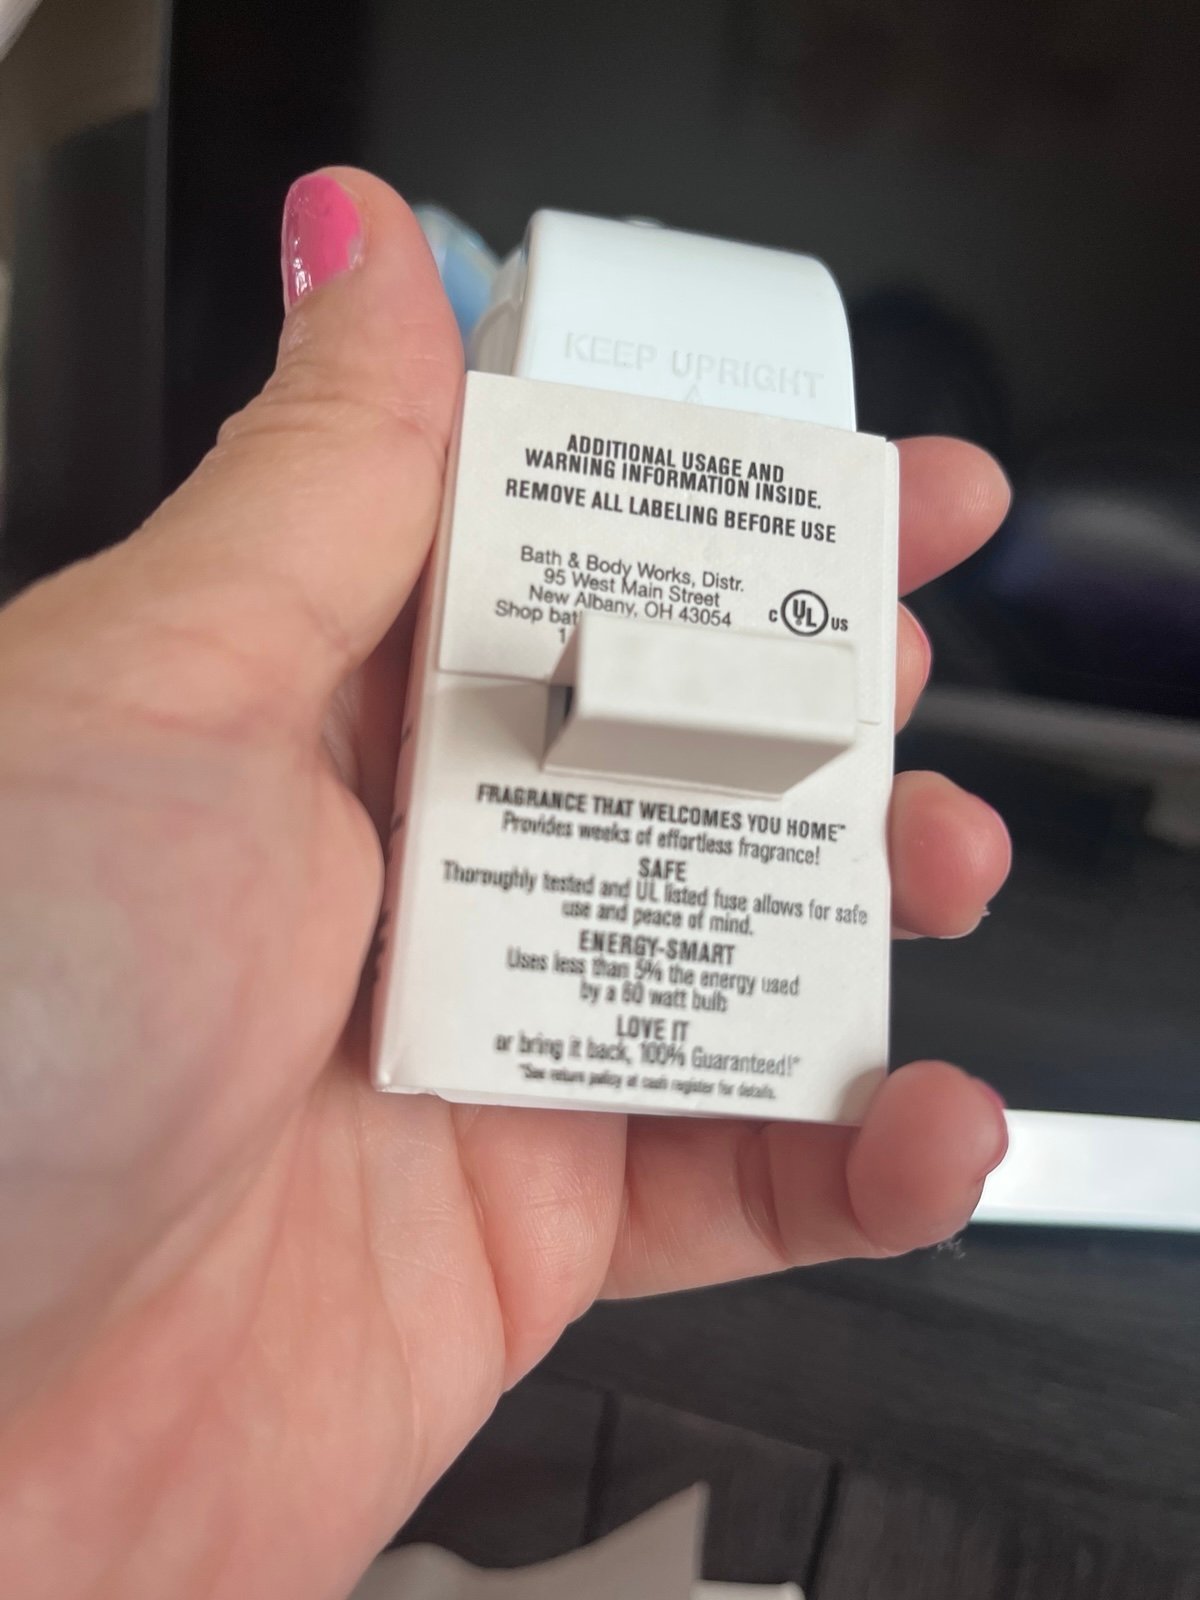 KEEP UPRIGHT
ADDITIONAL USAGE AND
WARNING INFORMATION INSIDE.
REMOVE ALL LABELING BEFORE USE
Bath & Body Works, Distr.
95 West Main Street
New Albany, OH 43054
Shop bat
1
C UL US
FRAGRANCE THAT WELCOMES YOU HOME™
Provides weeks of effortless fragrance!
SAFE
Thoroughly tested and UL listed fuse allows for safe
use and peace of mind.
ENERGY-SMART
Uses less than 5% the energy used
by a 60 watt bulb
LOVE IT
or bring it back, 100% Guaranteed!*
*See return policy at cash register for details.